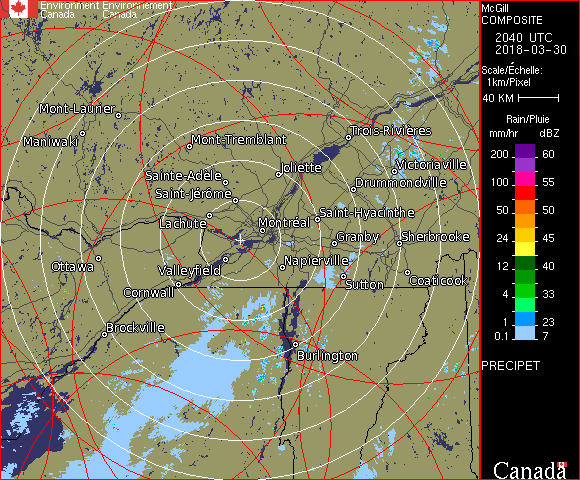 Environment Environnement
Canada Canada
McGill
COMPOSITE
2040 UTC
2018-03-30
Scale/Échelle:
1km/Pixel
40 KM
Rain/Pluie
mm/hr dBZ
200 60
155
100 55
50 50
24 45
12 40
4 33
1 23
0.1 7
PRECIPET
Canada
Mont-Laurier
Maniwaki
Mont-Tremblant
Trois-Rivières
Victoriaville
Sainte-Adèle
Joliette
Drummondville
Saint-Jérôme
Lachute
Saint-Hyacinthe
Montréal
Granby
Sherbrooke
Ottawa
Valleyfield
Napierville
Cornwall
Sutton
Coaticook
Brockville
Burlington